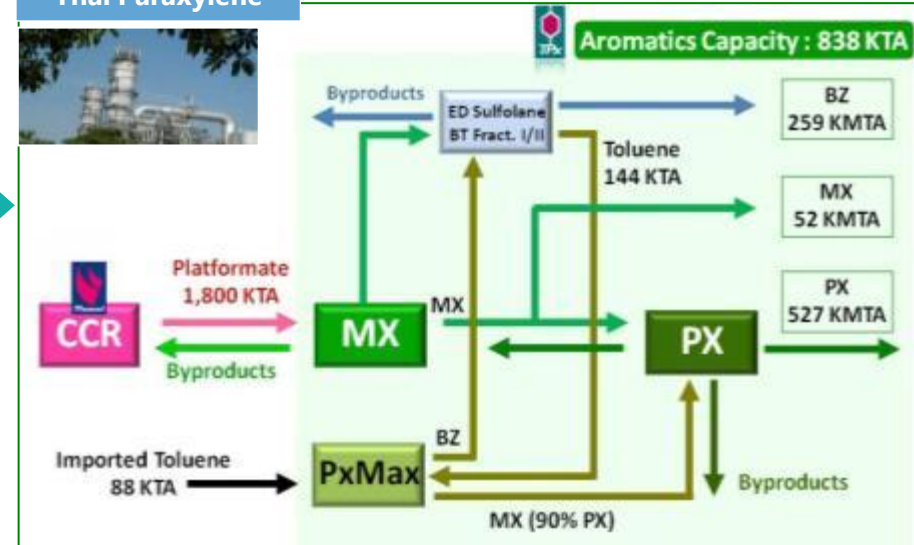 Thai Paraxylene
TPx
Aromatics Capacity : 838 KTA
Byproducts
ED Sulfolane
BT Fract. I/II
BZ
259 KMTA
Toluene
144 KTA
MX
52 KMTA
Platformate
1,800 KTA
PX
527 KMTA
CCR
MX
MX
PX
Byproducts
BZ
Imported Toluene
88 KTA
PxMax
Byproducts
MX (90% PX)